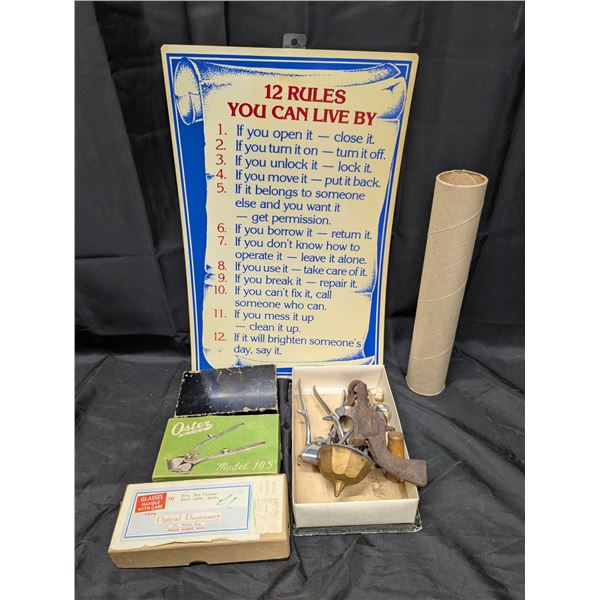 12 RULES
YOU CAN LIVE BY
1. If you open it — close it.
2. If you turn it on — turn it off.
3. If you unlock it — lock it.
4. If you move it — put it back.
5. If it belongs to someone
else and you want it
— get permission.
6. If you borrow it — return it.
7. If you don't know how to
operate it — leave it alone.
8. If you use it — take care of it.
9. If you break it — repair it.
10. If you can't fix it, call
someone who can.
11. If you mess it up
— clean it up.
12. If it will brighten someone's
day, say it.
Oster
Model 105
GLASSES
HANDLE
WITH CARE
TO
FROM
Optical Dispensary